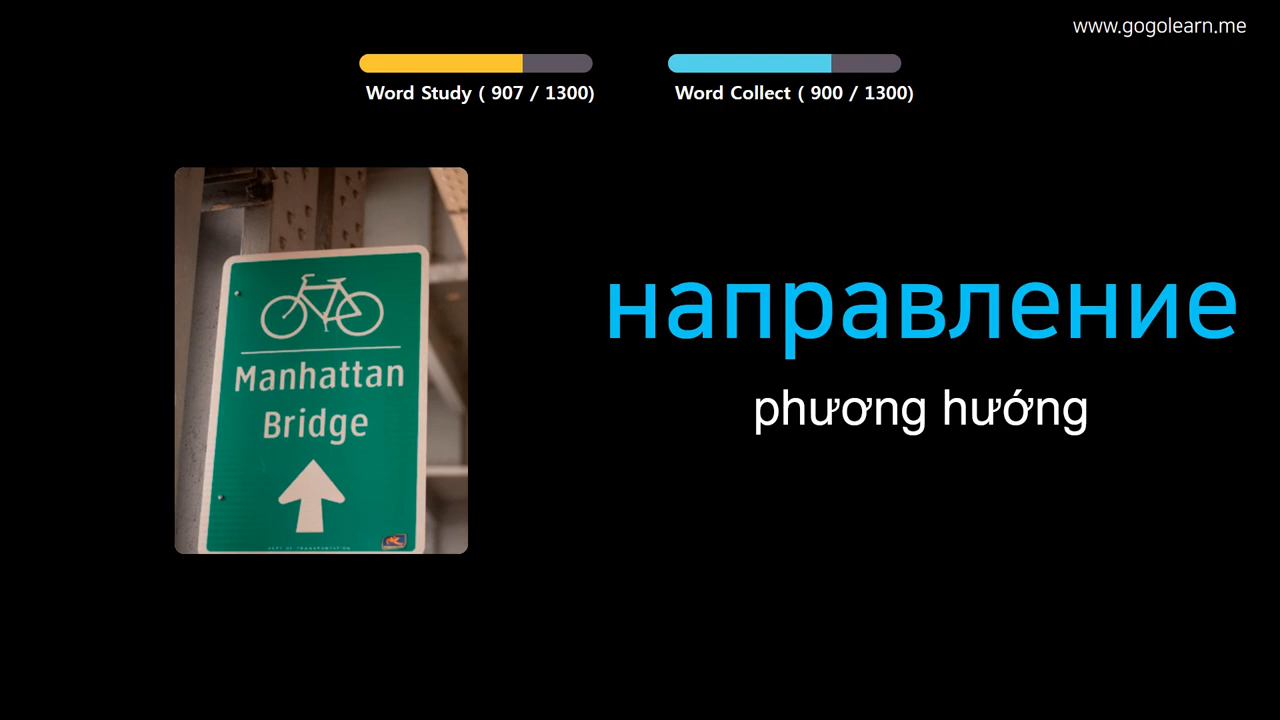 www.gogolearn.me
Word Study ( 907 / 1300)
Word Collect ( 900 / 1300)
Manhattan
Bridge
направление
phương hướng